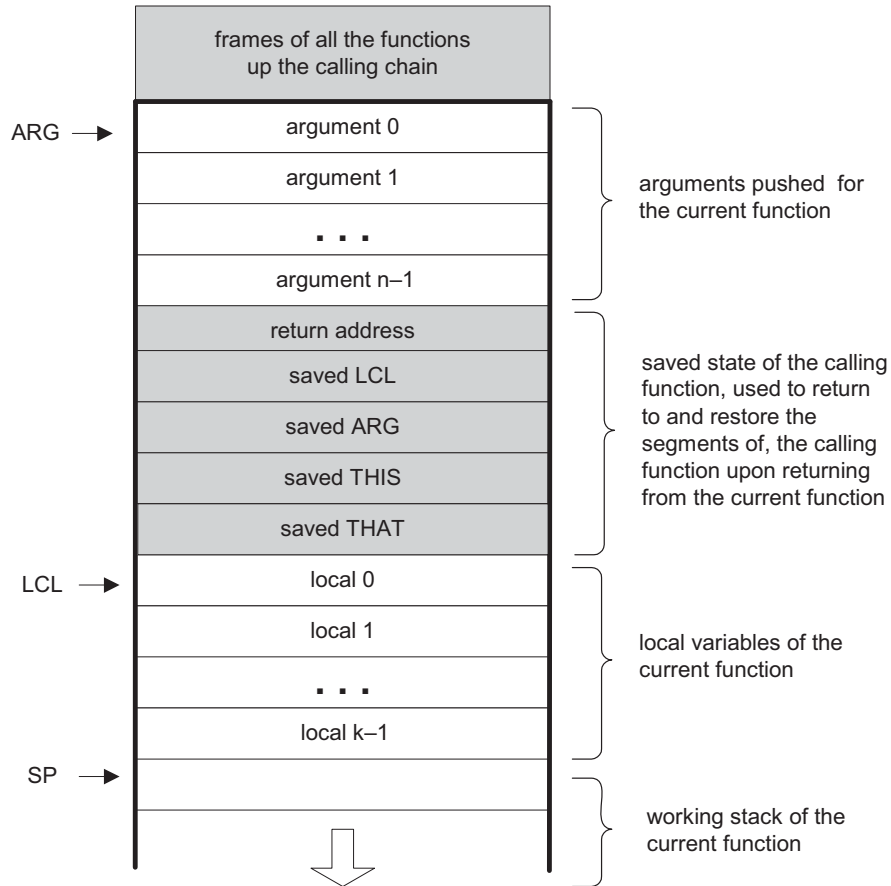 frames of all the functions
up the calling chain
ARG
argument 0
argument 1
. . .
argument n–1
arguments pushed for
the current function
return address
saved LCL
saved ARG
saved THIS
saved THAT
saved state of the calling
function, used to return
to and restore the
segments of, the calling
function upon returning
from the current function
LCL
local 0
local 1
. . .
local k–1
local variables of the
current function
SP
working stack of the
current function